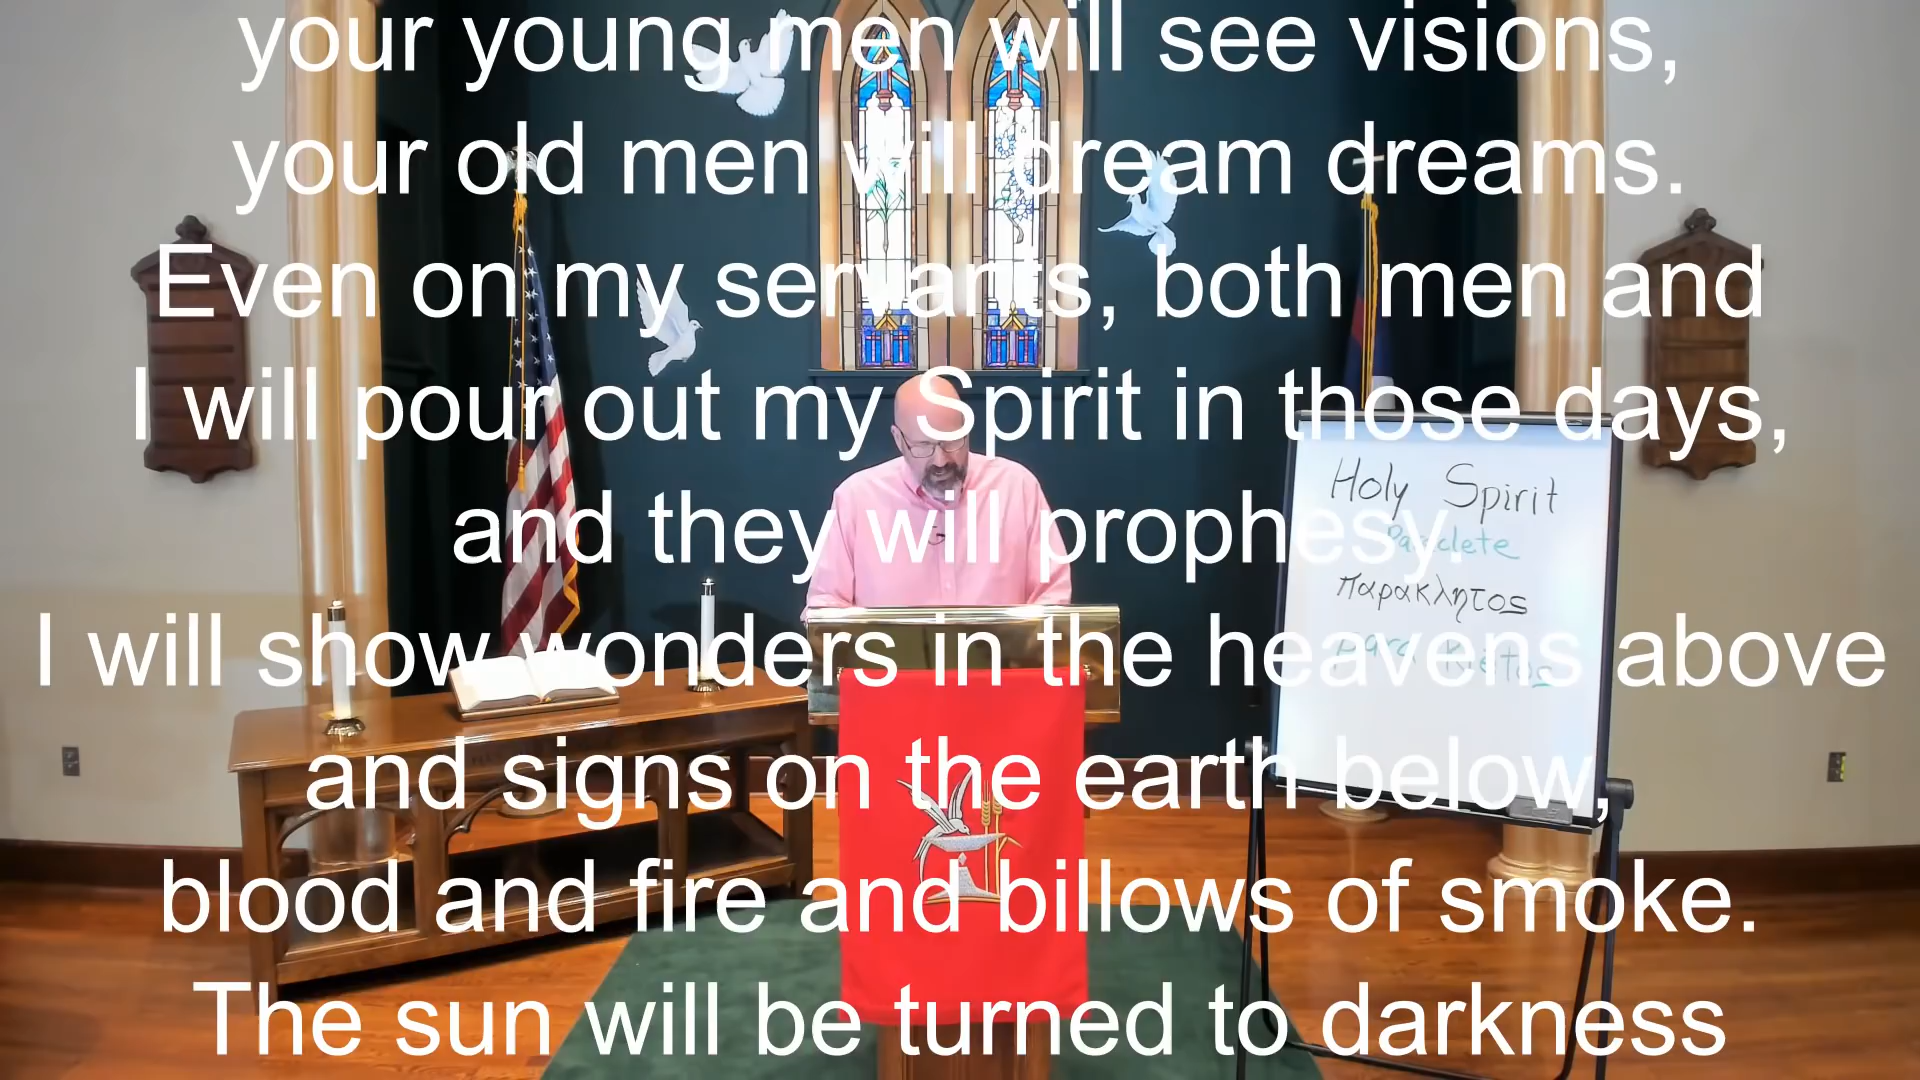 your young men will see visions,
your old men will dream dreams.
Even on my servants, both men and
I will pour out my Spirit in those days,
and they will prophesy.
I will show wonders in the heavens above
and signs on the earth below,
blood and fire and billows of smoke.
The sun will be turned to darkness
Holy Spirit
Paraclete
παρακλητος
para kletos